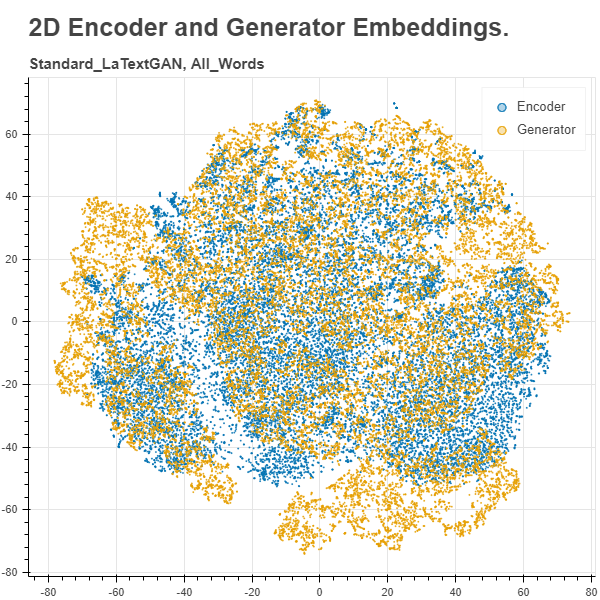 2D Encoder and Generator Embeddings.
Standard_LaTextGAN, All_Words
Encoder
Generator
60
40
20
0
-20
-40
-60
-80
-80 -60 -40 -20 0 20 40 60 80